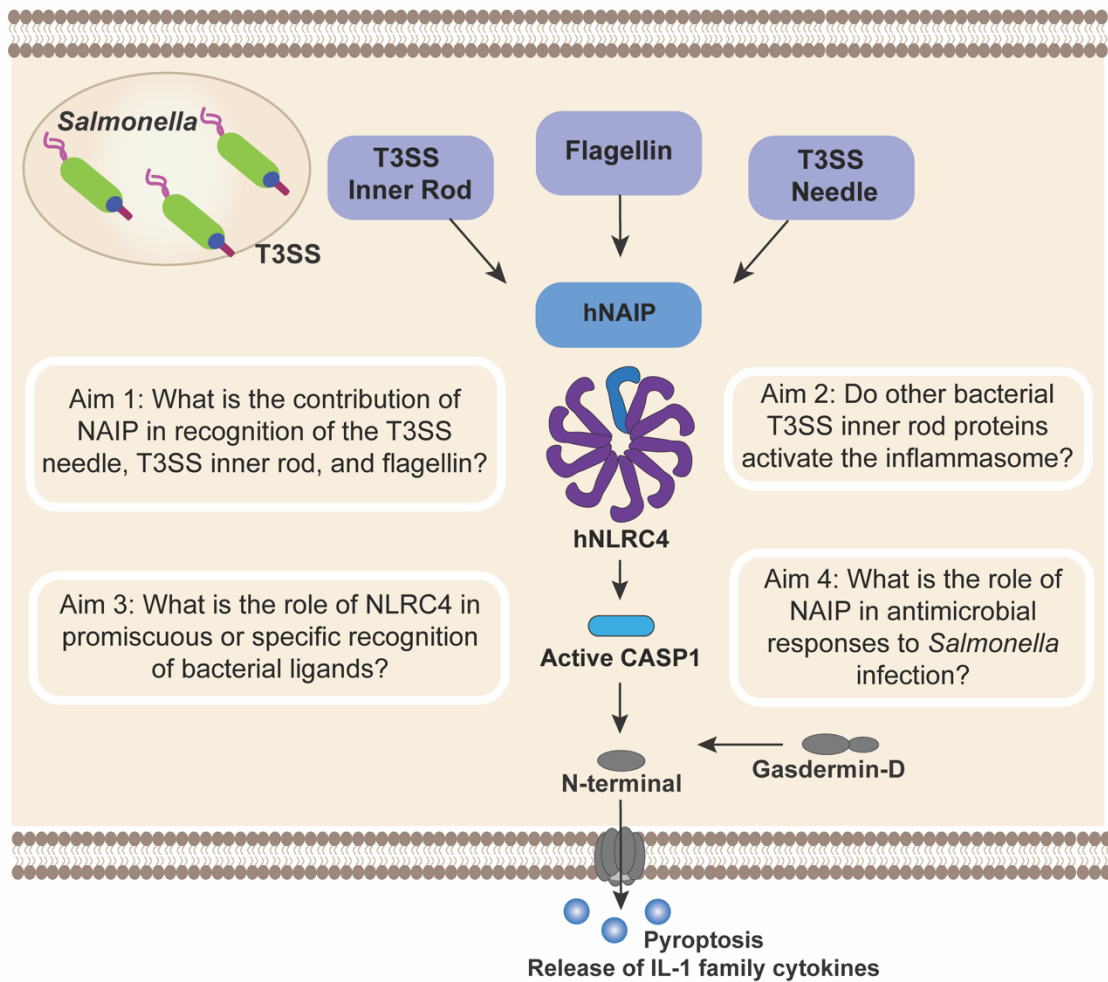 Salmonella
T3SS
T3SS
Inner Rod
Flagellin
T3SS
Needle
hNAIP
Aim 1: What is the contribution of
NAIP in recognition of the T3SS
needle, T3SS inner rod, and flagellin?
Aim 2: Do other bacterial
T3SS inner rod proteins
activate the inflammasome?
hNLRC4
Aim 3: What is the role of NLRC4 in
promiscuous or specific recognition
of bacterial ligands?
Aim 4: What is the role of
NAIP in antimicrobial
responses to Salmonella
infection?
Active CASP1
N-terminal
Gasdermin-D
Pyroptosis
Release of IL-1 family cytokines